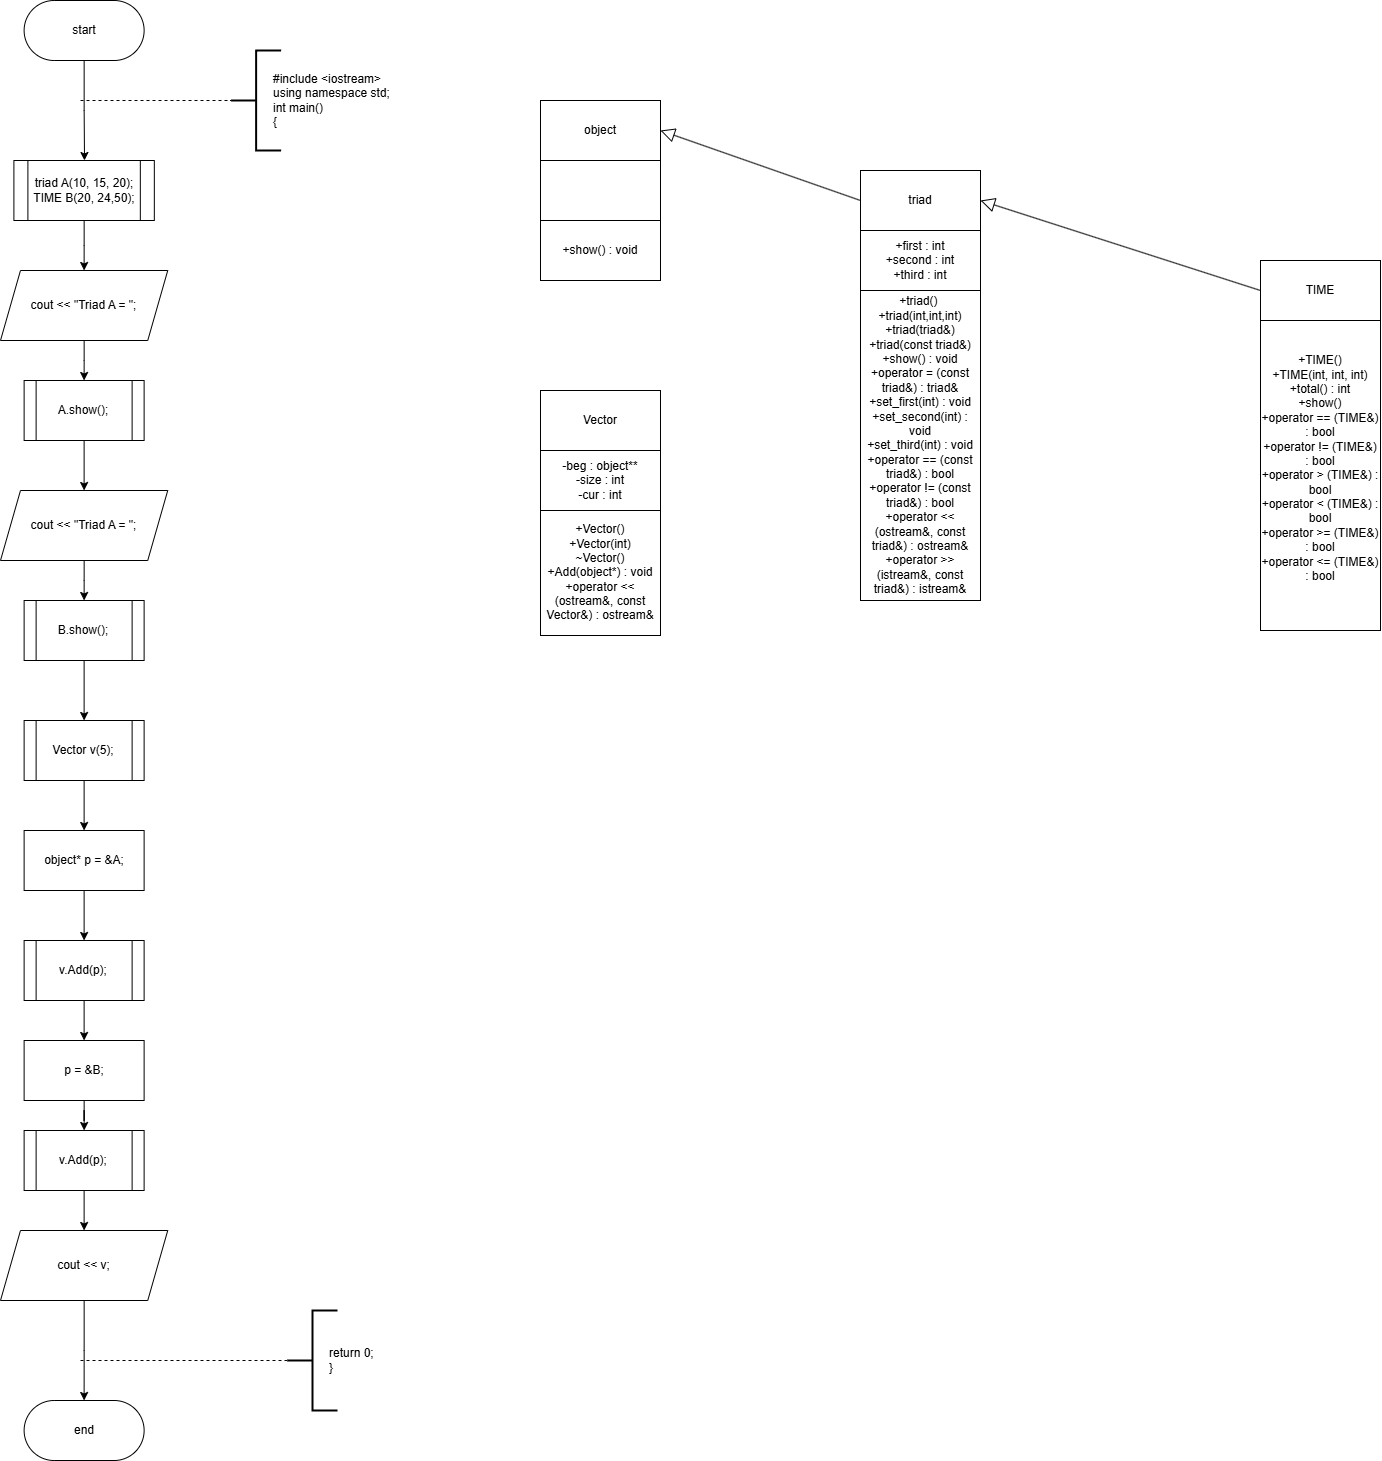 start
#include <iostream>
using namespace std;
int main()
{
triad A(10, 15, 20);
TIME B(20, 24,50);
cout << "Triad A = ";
A.show();
cout << "Triad A = ";
B.show();
Vector v(5);
object* p = &A;
v.Add(p);
p = &B;
v.Add(p);
cout << v;
return 0;
}
end
object
+show() : void
Vector
-beg : object**
-size : int
-cur : int
+Vector()
+Vector(int)
~Vector()
+Add(object*) : void
+operator <<
(ostream&, const
Vector&) : ostream&
triad
+first : int
+second : int
+third : int
+triad()
+triad(int,int,int)
+triad(triad&)
+triad(const triad&)
+show() : void
+operator = (const
triad&) : triad&
+set_first(int) : void
+set_second(int) :
void
+set_third(int) : void
+operator == (const
triad&) : bool
+operator != (const
triad&) : bool
+operator <<
(ostream&, const
triad&) : ostream&
+operator >>
(istream&, const
triad&) : istream&
TIME
+TIME()
+TIME(int, int, int)
+total() : int
+show()
+operator == (TIME&)
: bool
+operator != (TIME&)
: bool
+operator > (TIME&) :
bool
+operator < (TIME&) :
bool
+operator >= (TIME&)
: bool
+operator <= (TIME&)
: bool